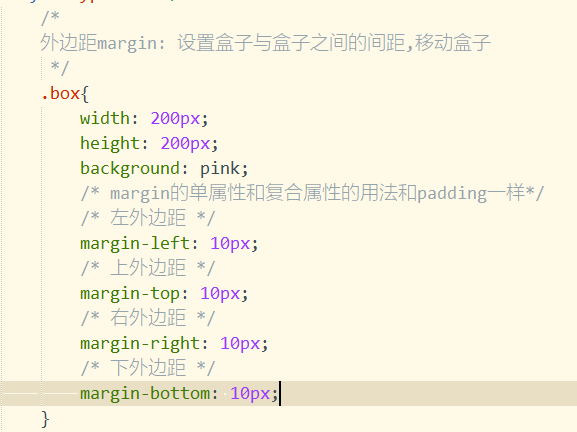 /*
外边距margin: 设置盒子与盒子之间的间距,移动盒子
*/
.box{
width: 200px;
height: 200px;
background: pink;
/* margin的单属性和复合属性的用法和padding一样*/
/* 左外边距 */
margin-left: 10px;
/* 上外边距 */
margin-top: 10px;
/* 右外边距 */
margin-right: 10px;
/* 下外边距 */
margin-bottom: 10px;
}